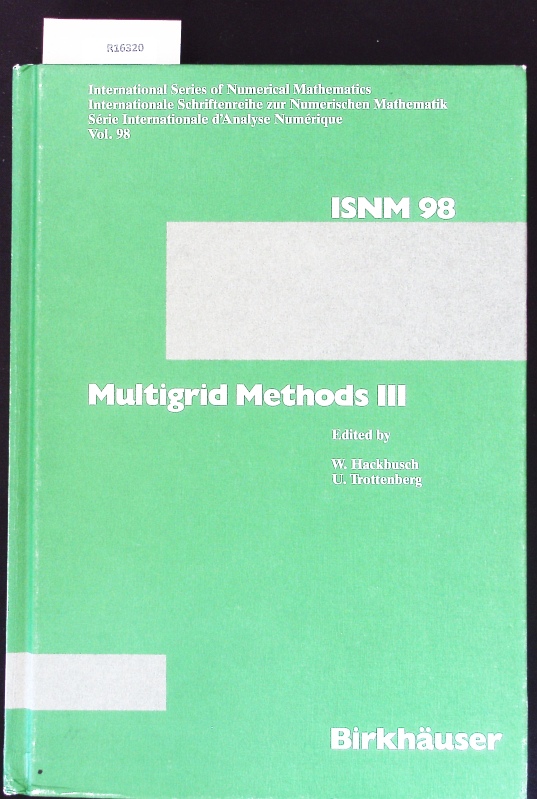 R16320
International Series of Numerical Mathematics
Internationale Schriftenreihe zur Numerischen Mathematik
Série Internationale d'Analyse Numérique
Vol. 98
ISNM 98
Multigrid Methods III
Edited by
W. Hackbusch
U. Trottenberg
Birkhäuser